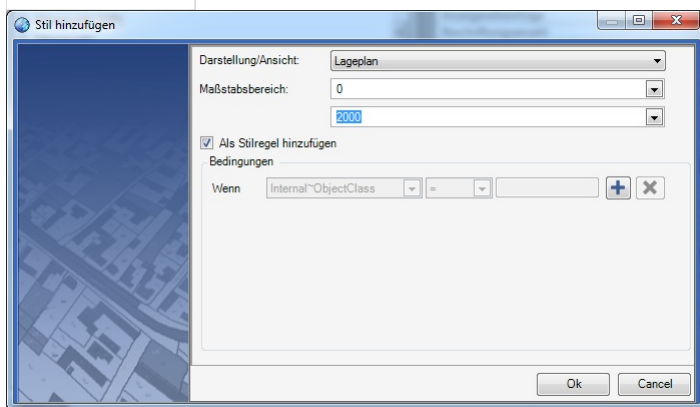 Stil hinzufügen
Darstellung/Ansicht: Lageplan
Maßstabsbereich: 0
2000
Als Stilregel hinzufügen
Bedingungen
Wenn Internal~ObjectClass =
Ok Cancel